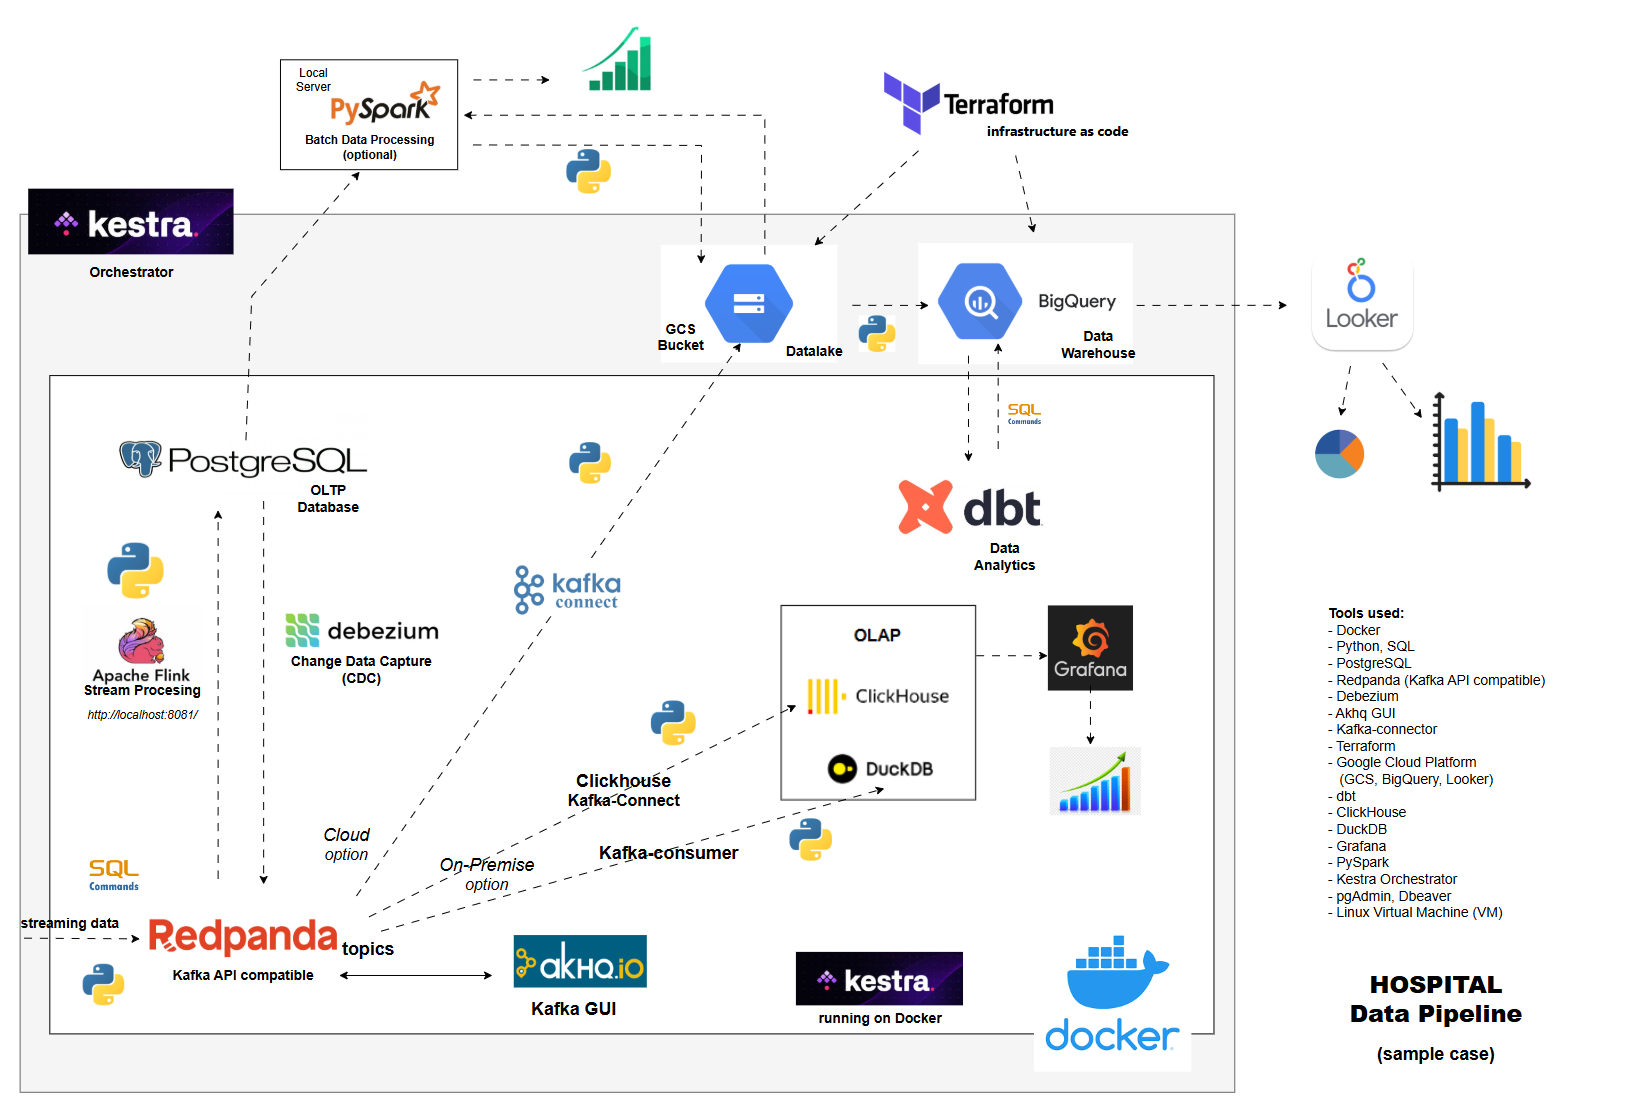 Local
Server
PySpark
Batch Data Processing
(optional)
Terraform
infrastructure as code
kestra.
Orchestrator
GCS
Bucket
Datalake
BigQuery
Data
Warehouse
Looker
SQL
Commands
PostgreSQL
OLTP
Database
dbt
Data
Analytics
kafka
connect
debezium
Change Data Capture
(CDC)
Apache Flink
Stream Procesing
http://localhost:8081/
OLAP
ClickHouse
DuckDB
Grafana
Clickhouse
Kafka-Connect
Kafka-consumer
Cloud
option
On-Premise
option
SQL
Commands
streaming data
Redpanda
topics
Kafka API compatible
aKHQ.io
Kafka GUI
kestra.
running on Docker
docker
Tools used:
- Docker
- Python, SQL
- PostgreSQL
- Redpanda (Kafka API compatible)
- Debezium
- Akhq GUI
- Kafka-connector
- Terraform
- Google Cloud Platform
(GCS, BigQuery, Looker)
- dbt
- ClickHouse
- DuckDB
- Grafana
- PySpark
- Kestra Orchestrator
- pgAdmin, Dbeaver
- Linux Virtual Machine (VM)
HOSPITAL
Data Pipeline
(sample case)